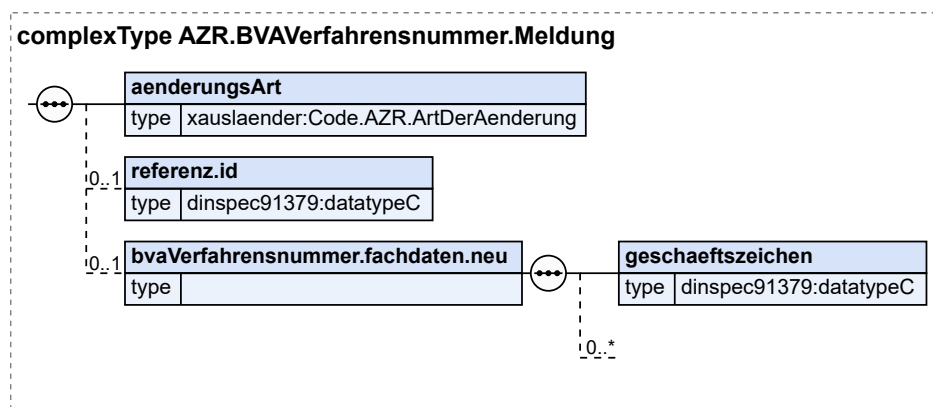 complexType AZR.BVAVerfahrensnummer.Meldung
aenderungsArt
type xauslaender:Code.AZR.ArtDerAenderung
0..1 referenz.id
type dinspec91379:datatypeC
0..1 bvaVerfahrensnummer.fachdaten.neu
type
geschaeftszeichen
type dinspec91379:datatypeC
0..*